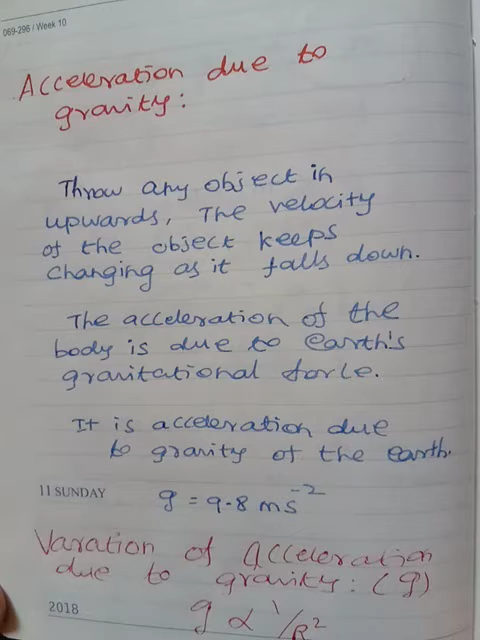 069-296 / Week 10
Acceleration due to
gravity:
Throw any object in
upwards, The velocity
of the object keeps
changing as it falls down.
The acceleration of the
body is due to earth's
gravitational force.
It is acceleration due
to gravity of the earth.
11 SUNDAY
g = 9.8 ms⁻²
Varation of acceleration
due to gravity: (g)
2018
g ∝ 1/R²